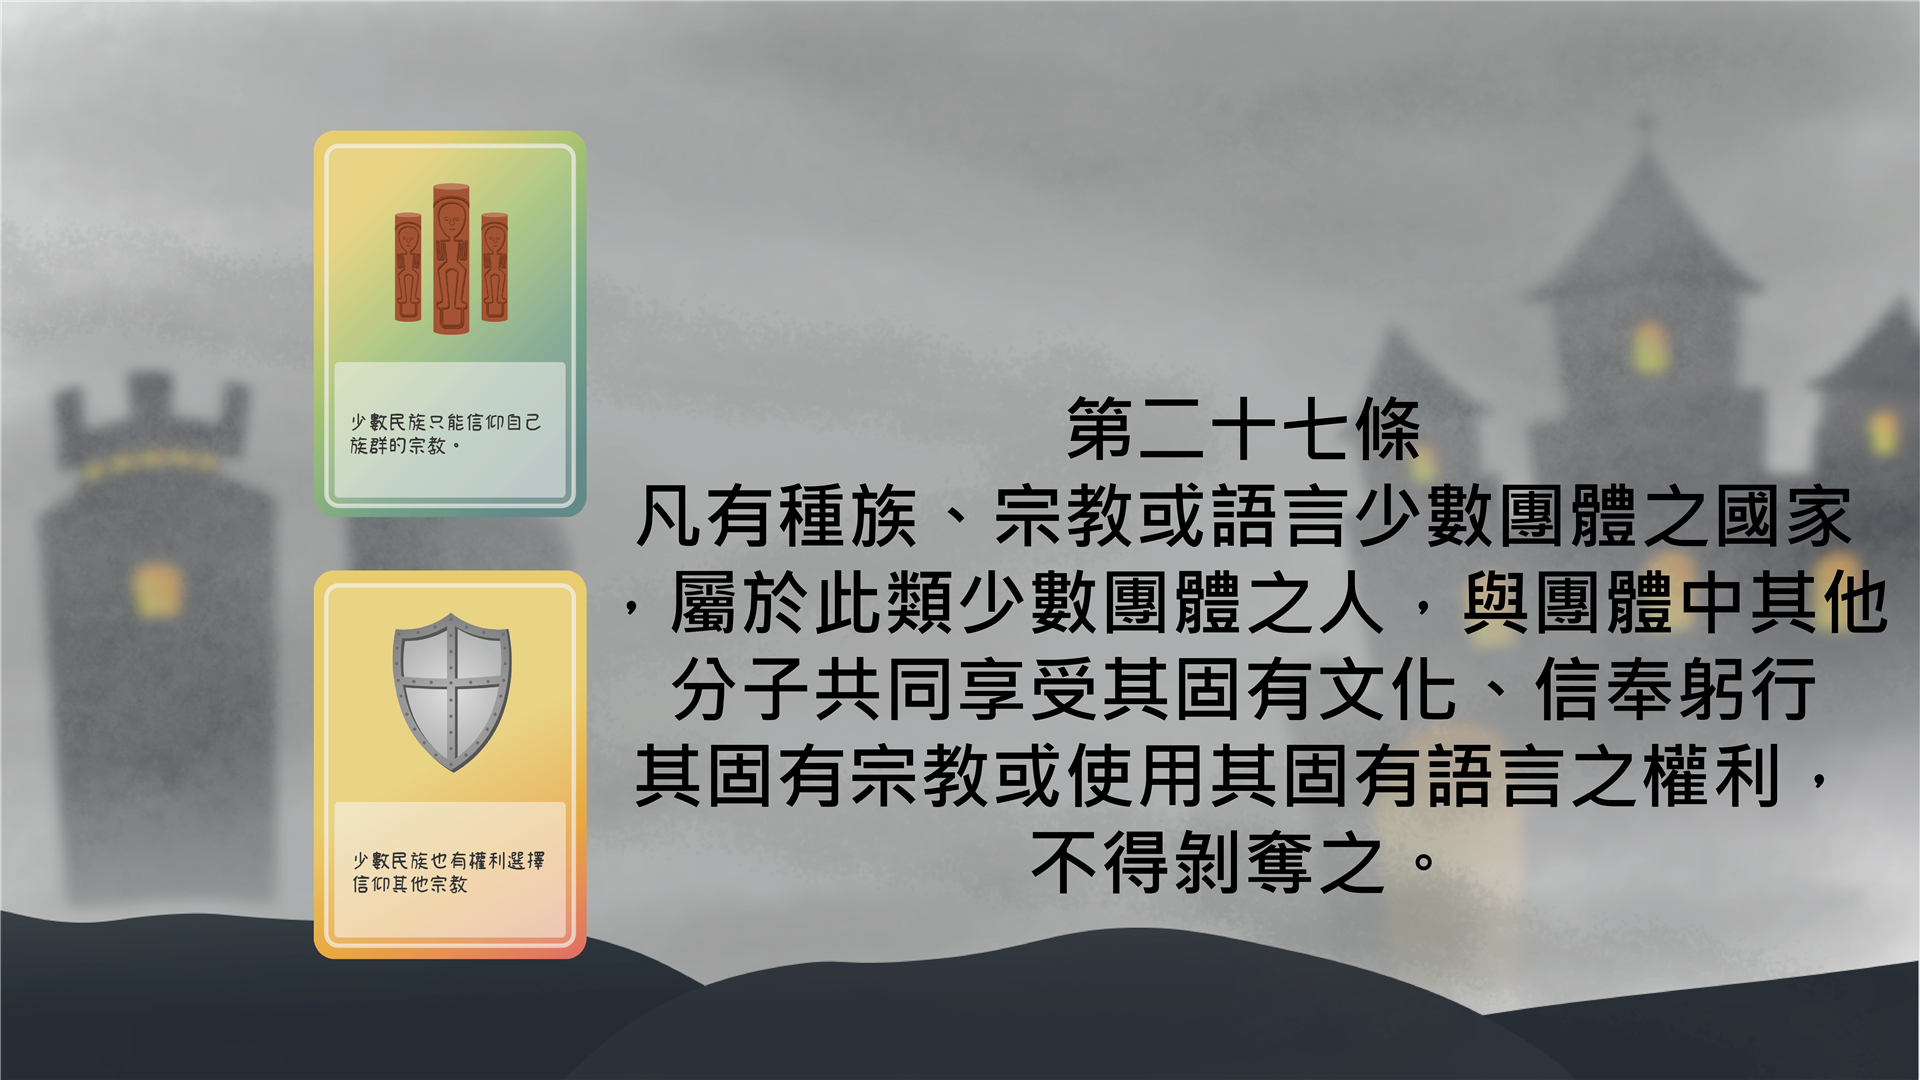 少數民族只能信仰自己
族群的宗教。
少數民族也有權利選擇
信仰其他宗教
第二十七條
凡有種族、宗教或語言少數團體之國家
，屬於此類少數團體之人，與團體中其他
分子共同享受其固有文化、信奉躬行
其固有宗教或使用其固有語言之權利，
不得剝奪之。